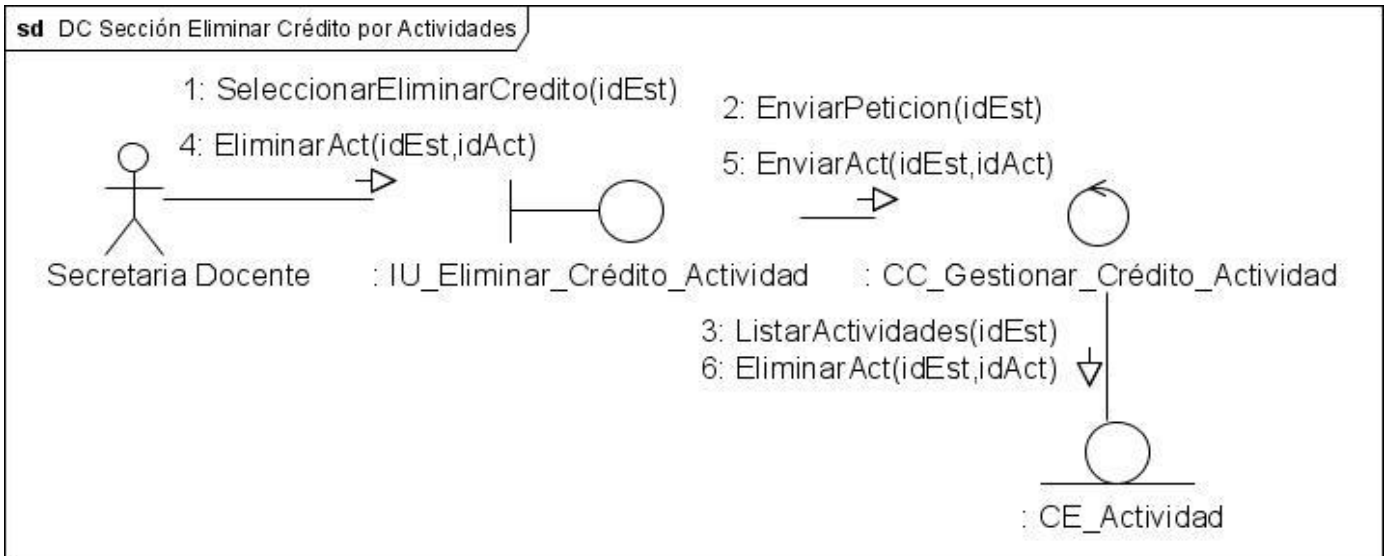 sd DC Sección Eliminar Crédito por Actividades
1: SeleccionarEliminarCredito(idEst)
4: EliminarAct(idEst,idAct)
2: EnviarPeticion(idEst)
5: EnviarAct(idEst,idAct)
Secretaria Docente
: IU_Eliminar_Crédito_Actividad
: CC_Gestionar_Crédito_Actividad
3: ListarActividades(idEst)
6: EliminarAct(idEst,idAct)
: CE_Actividad